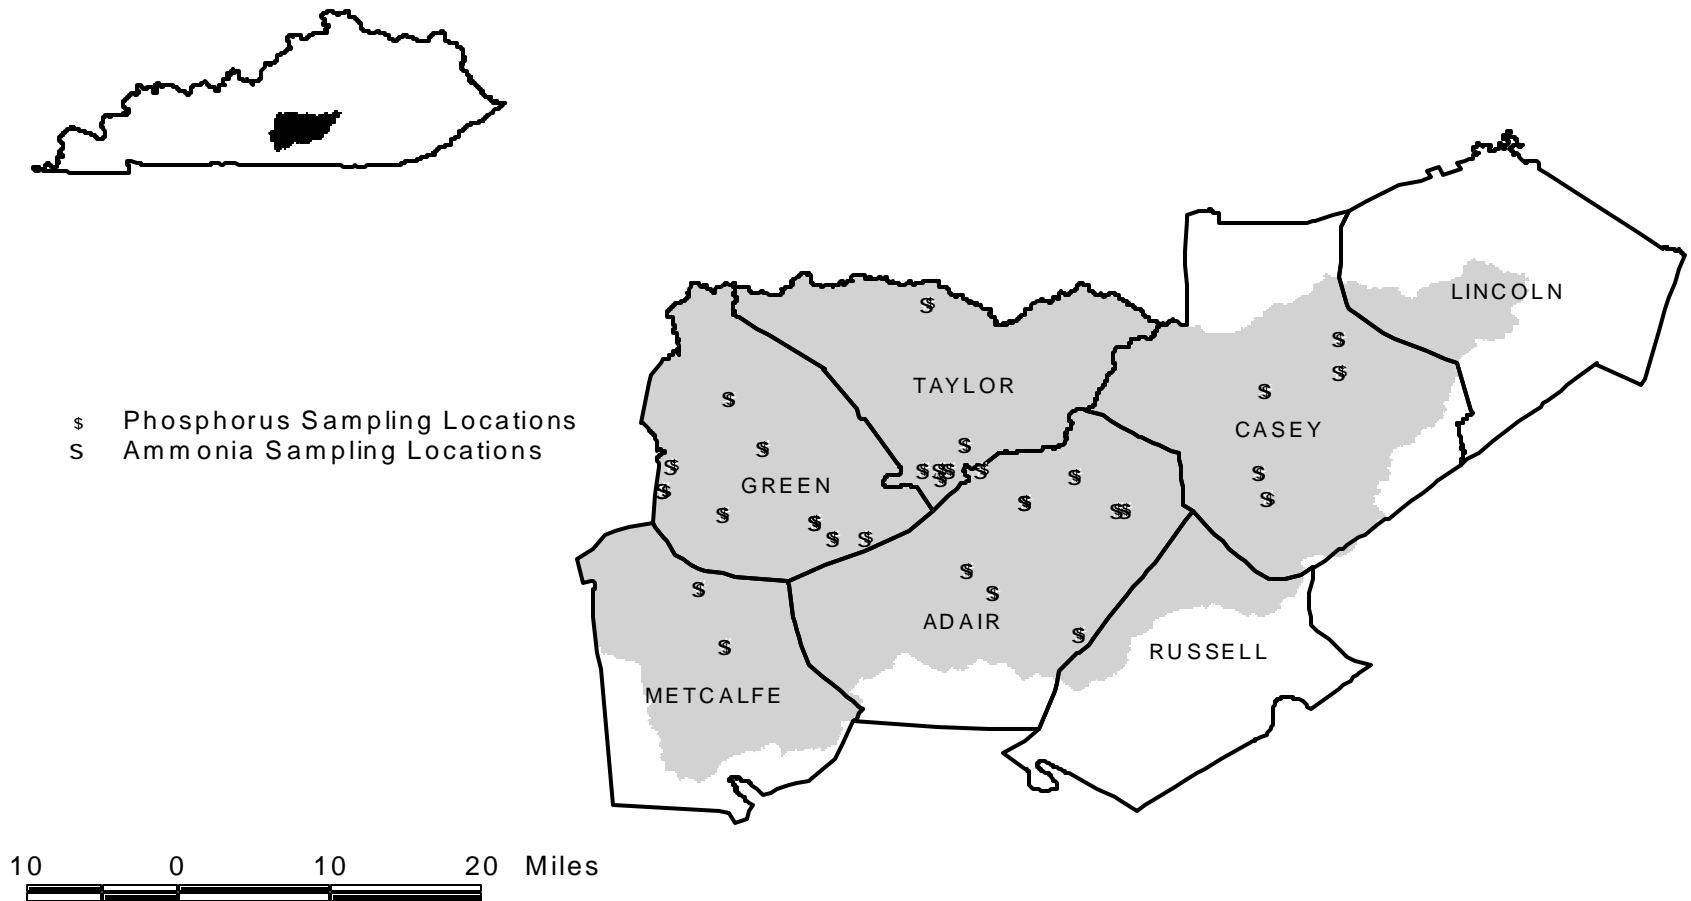 LINCOLN
TAYLOR
$ Phosphorus Sampling Locations
S Ammonia Sampling Locations
CASEY
GREEN
ADAIR
RUSSELL
METCALFE
10 0 10 20 Miles